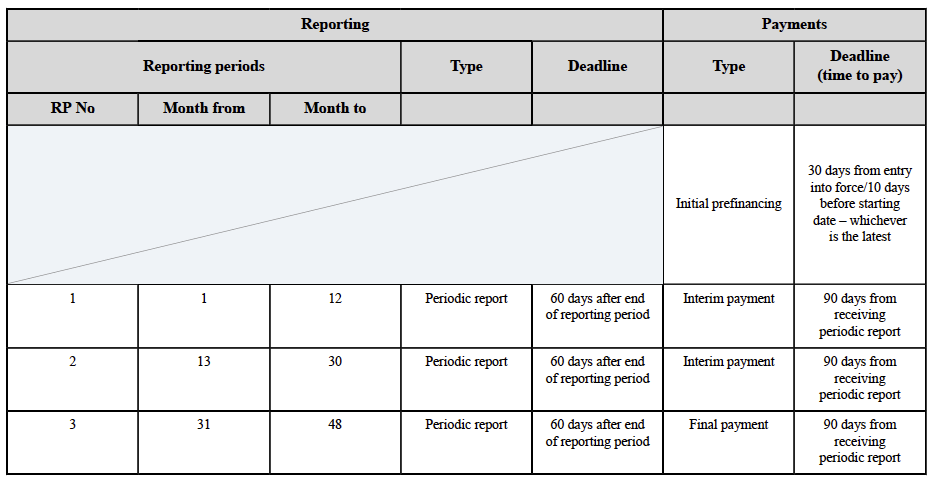 Reporting
Payments
Reporting periods
Type
Deadline
Type
Deadline
(time to pay)
RP No
Month from
Month to
Initial prefinancing
30 days from entry
into force/10 days
before starting
date – whichever
is the latest
1
1
12
Periodic report
60 days after end
of reporting period
Interim payment
90 days from
receiving
periodic report
2
13
30
Periodic report
60 days after end
of reporting period
Interim payment
90 days from
receiving
periodic report
3
31
48
Periodic report
60 days after end
of reporting period
Final payment
90 days from
receiving
periodic report